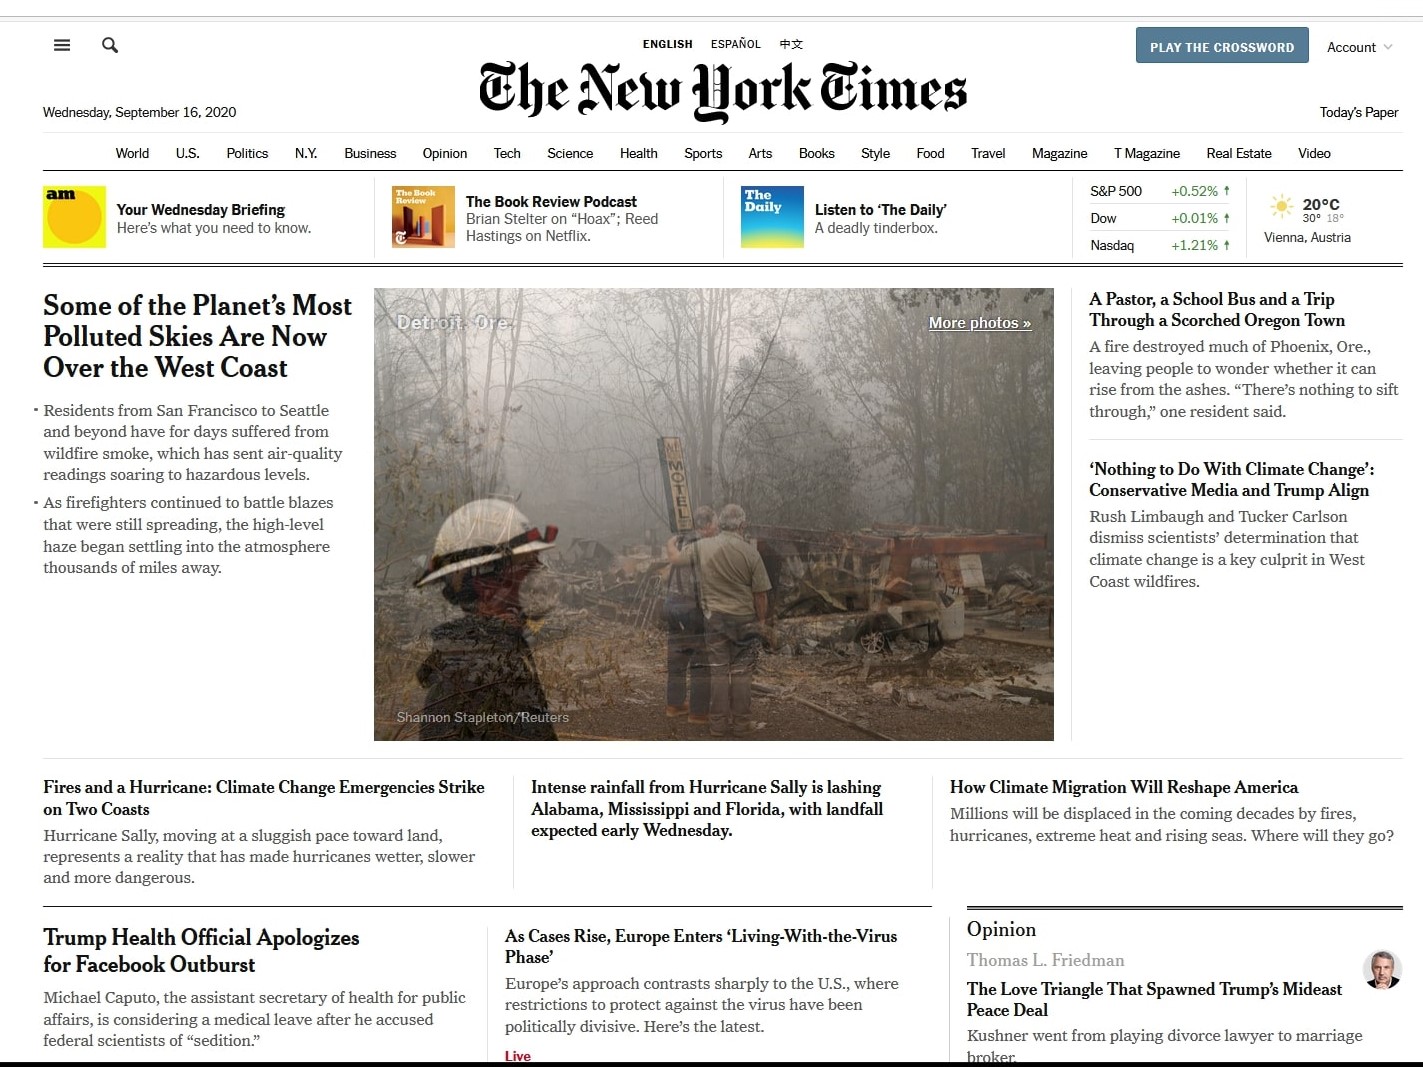 ENGLISH ESPAÑOL 中文
PLAY THE CROSSWORD
Account
The New York Times
Wednesday, September 16, 2020
Today's Paper
World U.S. Politics N.Y. Business Opinion Tech Science Health Sports Arts Books Style Food Travel Magazine T Magazine Real Estate Video
am
Your Wednesday Briefing
Here's what you need to know.
The Book
Review
The Book Review Podcast
Brian Stelter on “Hoax”; Reed
Hastings on Netflix.
The
Daily
Listen to ‘The Daily’
A deadly tinderbox.
S&P 500 +0.52%
Dow +0.01%
Nasdaq +1.21%
20°C
30° 18°
Vienna, Austria
Some of the Planet’s Most
Polluted Skies Are Now
Over the West Coast
Residents from San Francisco to Seattle
and beyond have for days suffered from
wildfire smoke, which has sent air-quality
readings soaring to hazardous levels.
As firefighters continued to battle blazes
that were still spreading, the high-level
haze began settling into the atmosphere
thousands of miles away.
Detroit, Ore.
More photos »
MOTEL
Shannon Stapleton/Reuters
A Pastor, a School Bus and a Trip
Through a Scorched Oregon Town
A fire destroyed much of Phoenix, Ore.,
leaving people to wonder whether it can
rise from the ashes. “There’s nothing to sift
through,” one resident said.
‘Nothing to Do With Climate Change’:
Conservative Media and Trump Align
Rush Limbaugh and Tucker Carlson
dismiss scientists’ determination that
climate change is a key culprit in West
Coast wildfires.
Fires and a Hurricane: Climate Change Emergencies Strike
on Two Coasts
Hurricane Sally, moving at a sluggish pace toward land,
represents a reality that has made hurricanes wetter, slower
and more dangerous.
Intense rainfall from Hurricane Sally is lashing
Alabama, Mississippi and Florida, with landfall
expected early Wednesday.
How Climate Migration Will Reshape America
Millions will be displaced in the coming decades by fires,
hurricanes, extreme heat and rising seas. Where will they go?
Trump Health Official Apologizes
for Facebook Outburst
Michael Caputo, the assistant secretary of health for public
affairs, is considering a medical leave after he accused
federal scientists of “sedition.”
As Cases Rise, Europe Enters ‘Living-With-the-Virus
Phase’
Europe’s approach contrasts sharply to the U.S., where
restrictions to protect against the virus have been
politically divisive. Here’s the latest.
Live
Opinion
Thomas L. Friedman
The Love Triangle That Spawned Trump’s Mideast
Peace Deal
Kushner went from playing divorce lawyer to marriage
broker.